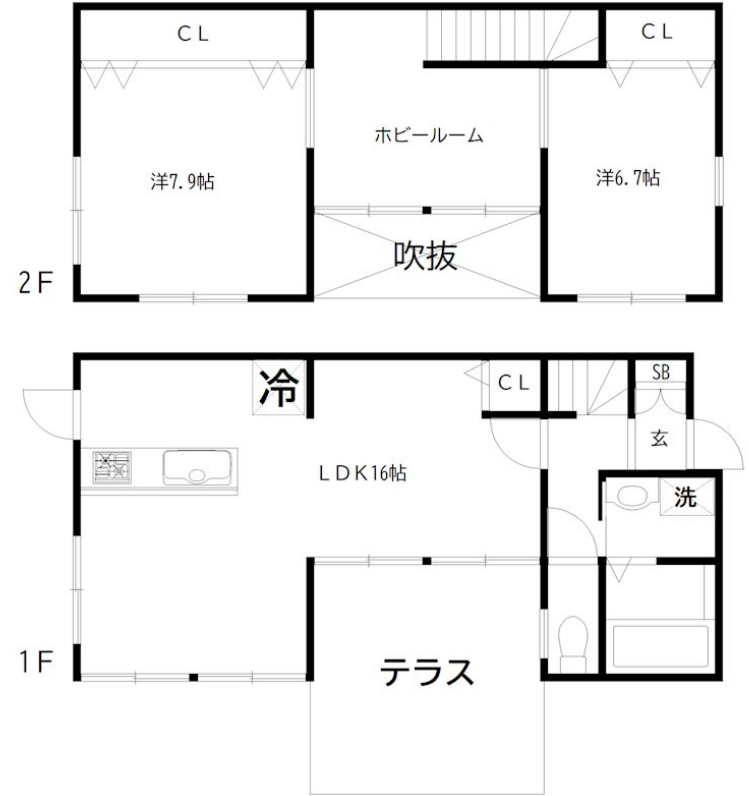 CL
CL
ホビールーム
洋7.9帖
洋6.7帖
吹抜
2F
冷
CL
SB
玄
LDK16帖
洗
1F
テラス